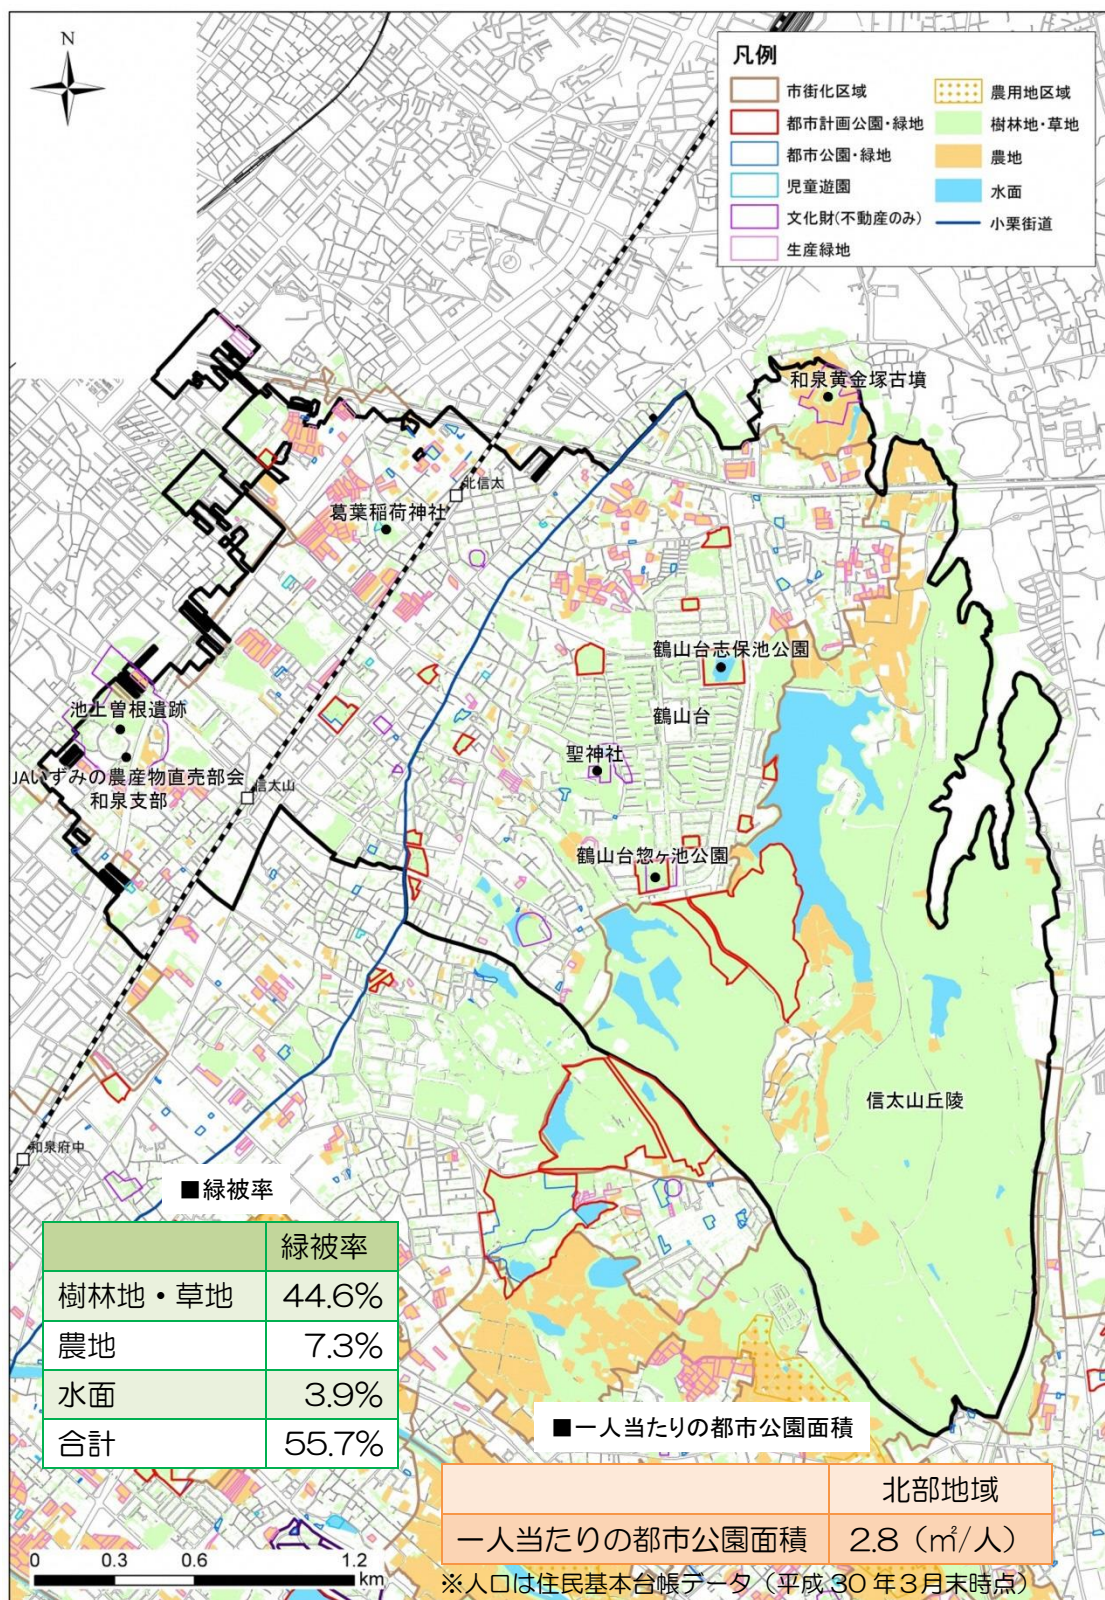 N
凡例
市街化区域
都市計画公園・緑地
都市公園・緑地
児童遊園
文化財(不動産のみ)
生産緑地
農用地区域
樹林地・草地
農地
水面
小栗街道
和泉黄金塚古墳
北信太
葛葉稲荷神社
鶴山台志保池公園
池上曽根遺跡
鶴山台
聖神社
JAいずみの農産物直売部会
和泉支部
信太山
鶴山台惣ヶ池公園
信太山丘陵
和泉府中
■緑被率
緑被率
樹林地・草地 44.6%
農地 7.3%
水面 3.9%
合計 55.7%
■一人当たりの都市公園面積
北部地域
一人当たりの都市公園面積 2.8（㎡/人）
※人口は住民基本台帳データ（平成30年3月末時点）
0 0.3 0.6 1.2
km